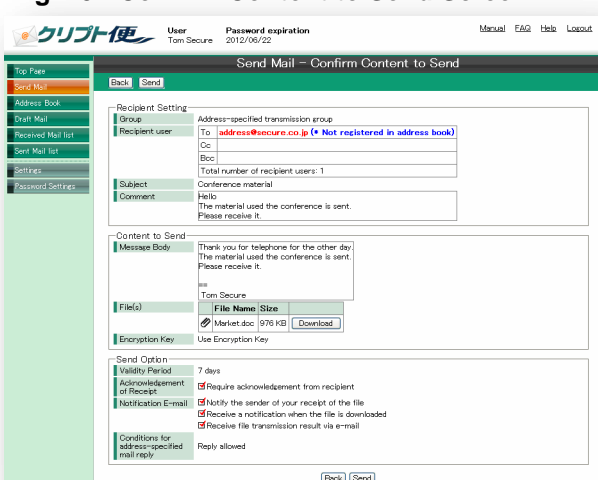 クリプト便
User
Tom Secure
Password expiration
2012/06/22
Manual FAQ Help Logout
Send Mail - Confirm Content to Send
Top Page
Send Mail
Address Book
Draft Mail
Received Mail list
Sent Mail list
Settings
Password Settings
Back Send
Recipient Setting
Group Address-specified transmission group
Recipient user To address@secure.co.jp (* Not registered in address book)
Cc
Bcc
Total number of recipient users: 1
Subject Conference material
Comment Hello
The material used the conference is sent.
Please receive it.
Content to Send
Message Body Thank you for telephone for the other day.
The material used the conference is sent.
Please receive it.
==
Tom Secure
File(s) File Name Size
Market.doc 976 KB Download
Encryption Key Use Encryption Key
Send Option
Validity Period 7 days
Acknowledgement
of Receipt Require acknowledgement from recipient
Notification E-mail Notify the sender of your receipt of the file
Receive a notification when the file is downloaded
Receive file transmission result via e-mail
Conditions for
address-specified Reply allowed
mail reply
Back Send